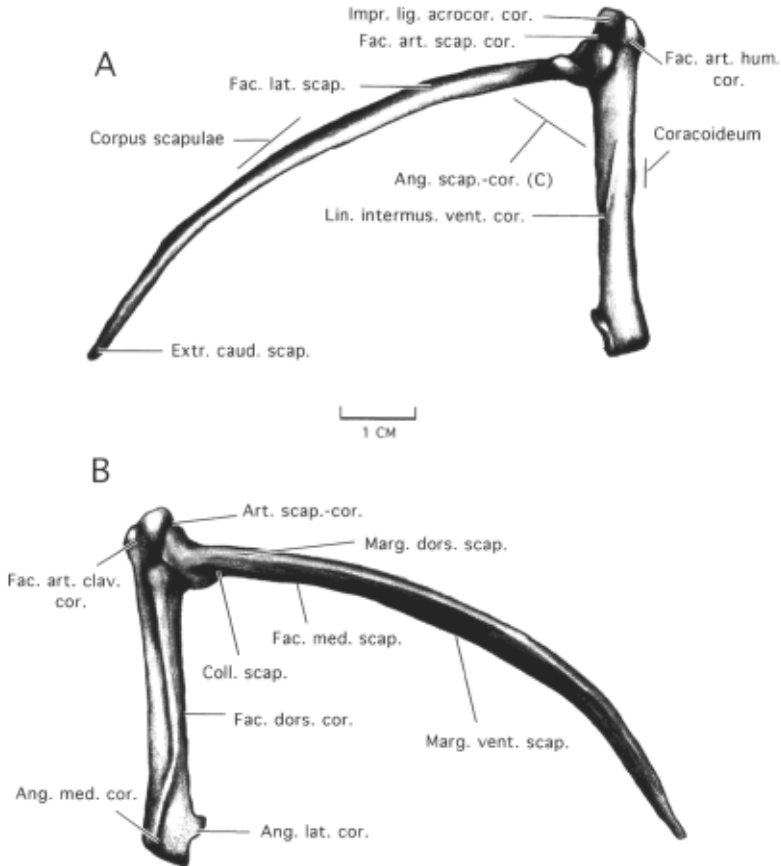 Impr. lig. acrocor. cor.
Fac. art. scap. cor.
A
Fac. art. hum.
cor.
Fac. lat. scap.
Corpus scapulae
Coracoideum
Ang. scap.-cor. (C)
Lin. intermus. vent. cor.
Extr. caud. scap.
1 CM
B
Art. scap.-cor.
Marg. dors. scap.
Fac. art. clav.
cor.
Fac. med. scap.
Coll. scap.
Fac. dors. cor.
Marg. vent. scap.
Ang. med. cor.
Ang. lat. cor.